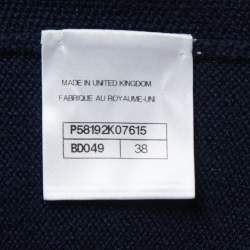 MADE IN UNITED KINGDOM
FABRIQUE AU ROYAUME-UNI
P58192K07615
BD049 38